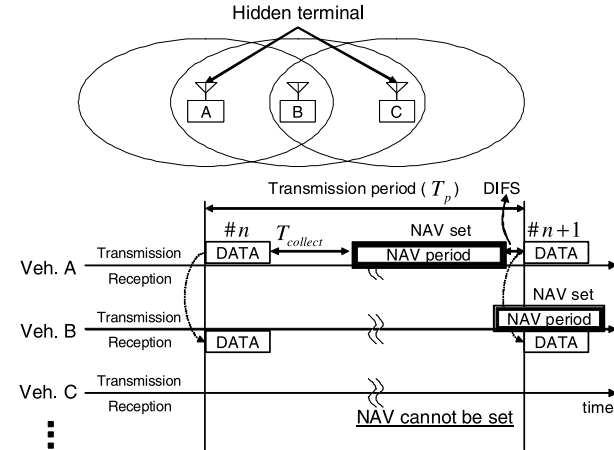 Hidden terminal
A B C
Transmission period ( T_p ) DIFS
#n T_collect NAV set #n+1
Veh. A Transmission DATA NAV period DATA
Reception
NAV set
Veh. B Transmission NAV period
Reception DATA DATA
Veh. C Transmission
Reception time
NAV cannot be set